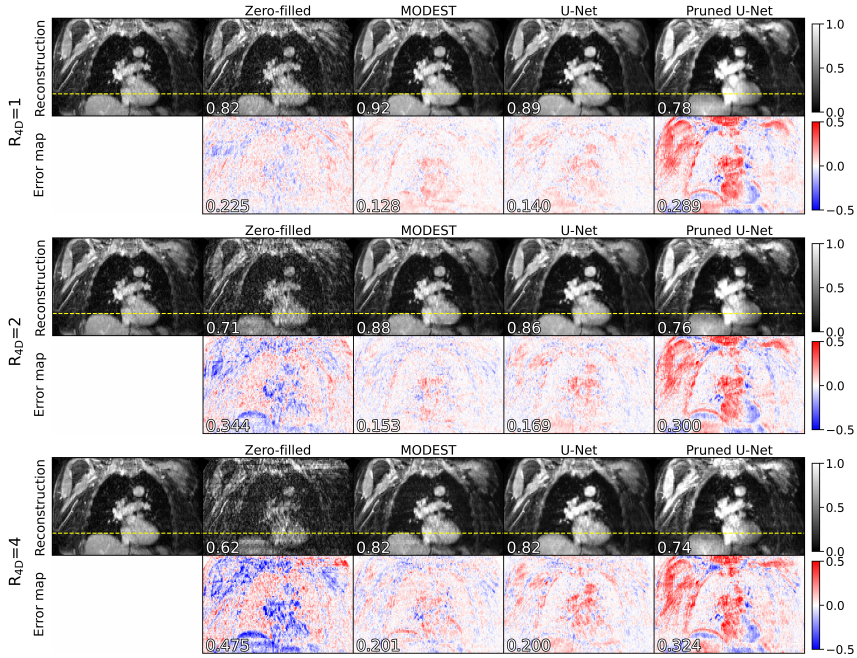 Zero-filled MODEST U-Net Pruned U-Net
R4D=1
Reconstruction
0.82 0.92 0.89 0.78
1.0
0.5
0.0
Error map
0.225 0.128 0.140 0.289
0.5
0.0
−0.5
Zero-filled MODEST U-Net Pruned U-Net
R4D=2
Reconstruction
0.71 0.88 0.86 0.76
1.0
0.5
0.0
Error map
0.344 0.153 0.169 0.300
0.5
0.0
−0.5
Zero-filled MODEST U-Net Pruned U-Net
R4D=4
Reconstruction
0.62 0.82 0.82 0.74
1.0
0.5
0.0
Error map
0.475 0.201 0.200 0.324
0.5
0.0
−0.5